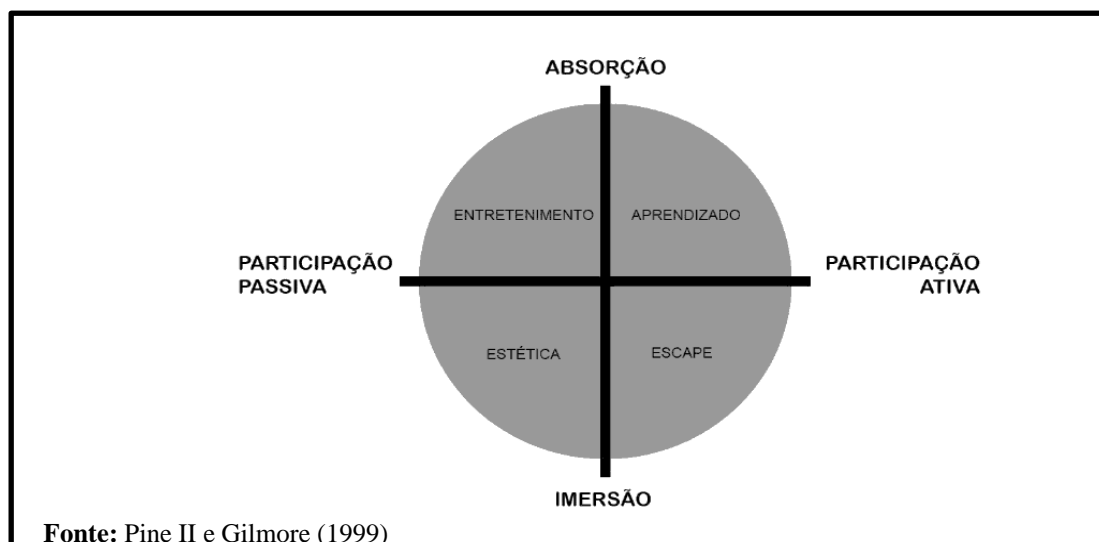 ABSORÇÃO
ENTRETENIMENTO
APRENDIZADO
PARTICIPAÇÃO
PASSIVA
PARTICIPAÇÃO
ATIVA
ESTÉTICA
ESCAPE
IMERSÃO
Fonte: Pine II e Gilmore (1999)